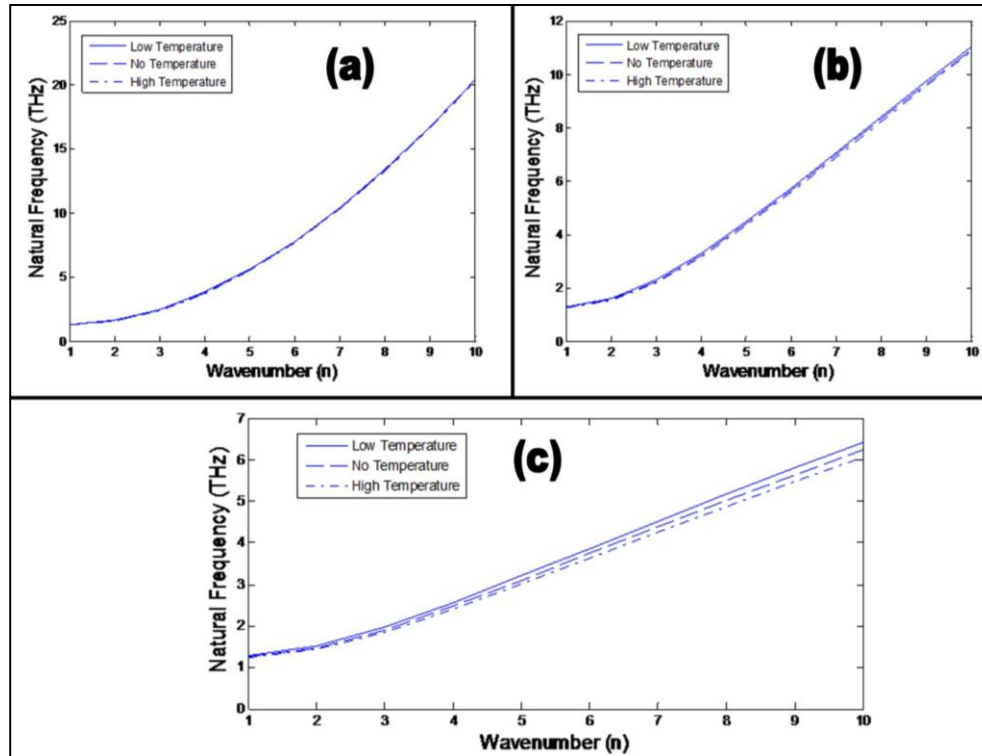 25
20
15
10
5
0
Natural Frequency (THz)
Low Temperature
No Temperature
High Temperature
(a)
1 2 3 4 5 6 7 8 9 10
Wavenumber (n)
12
10
8
6
4
2
0
Natural Frequency (THz)
Low Temperature
No Temperature
High Temperature
(b)
1 2 3 4 5 6 7 8 9 10
Wavenumber (n)
7
6
5
4
3
2
1
0
Natural Frequency (THz)
Low Temperature
No Temperature
High Temperature
(c)
1 2 3 4 5 6 7 8 9 10
Wavenumber (n)